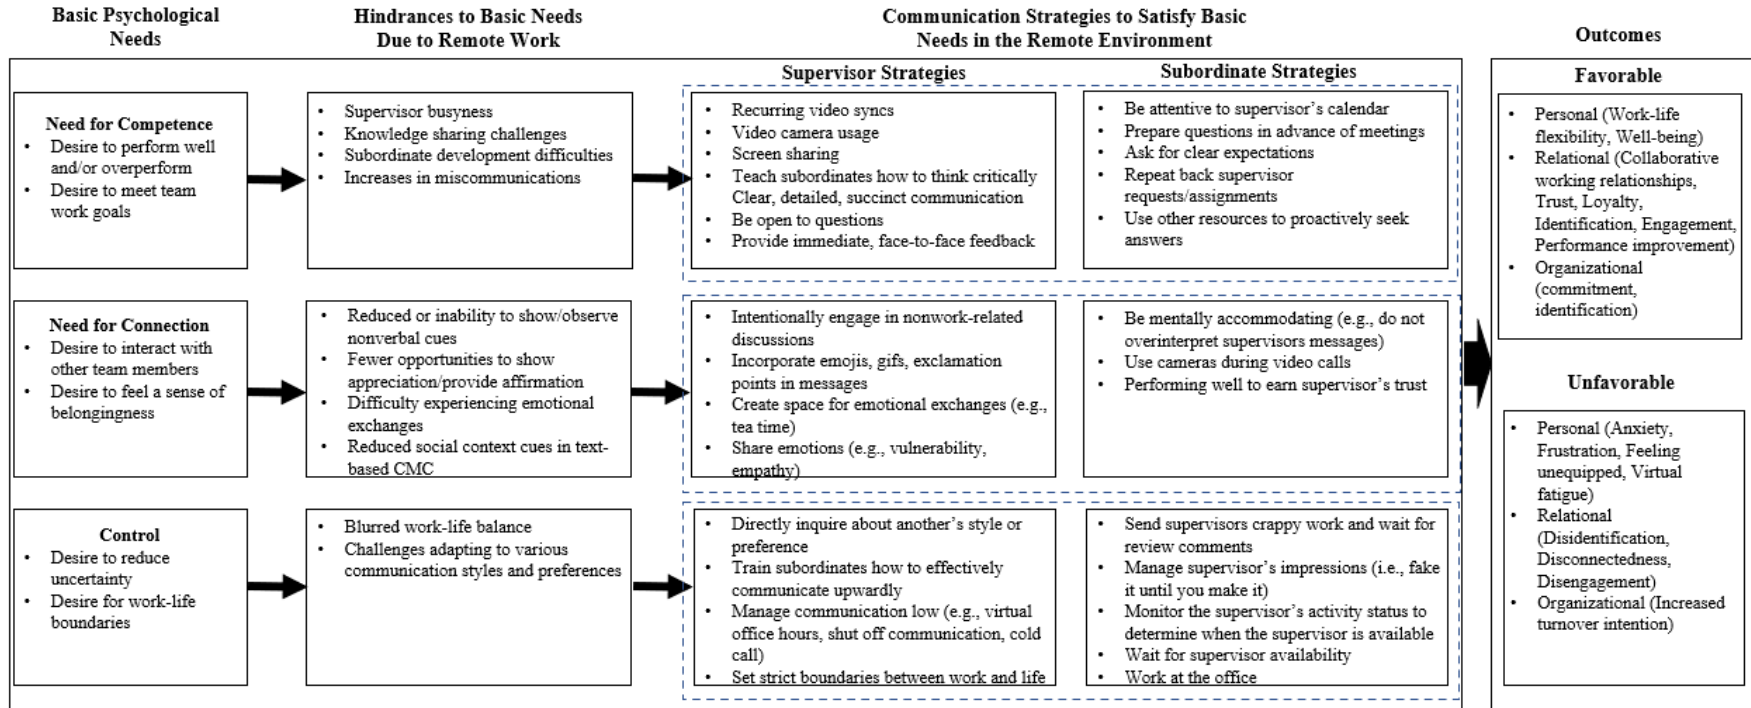 Basic Psychological
Needs
Hindrances to Basic Needs
Due to Remote Work
Communication Strategies to Satisfy Basic
Needs in the Remote Environment
Outcomes
Supervisor Strategies
Subordinate Strategies
Need for Competence
• Desire to perform well
and/or overperform
• Desire to meet team
work goals
• Supervisor busyness
• Knowledge sharing challenges
• Subordinate development difficulties
• Increases in miscommunications
• Recurring video syncs
• Video camera usage
• Screen sharing
• Teach subordinates how to think critically
Clear, detailed, succinct communication
• Be open to questions
• Provide immediate, face-to-face feedback
• Be attentive to supervisor's calendar
• Prepare questions in advance of meetings
• Ask for clear expectations
• Repeat back supervisor
requests/assignments
• Use other resources to proactively seek
answers
Need for Connection
• Desire to interact with
other team members
• Desire to feel a sense of
belongingness
• Reduced or inability to show/observe
nonverbal cues
• Fewer opportunities to show
appreciation/provide affirmation
• Difficulty experiencing emotional
exchanges
• Reduced social context cues in text-
based CMC
• Intentionally engage in nonwork-related
discussions
• Incorporate emojis, gifs, exclamation
points in messages
• Create space for emotional exchanges (e.g.,
tea time)
• Share emotions (e.g., vulnerability,
empathy)
• Be mentally accommodating (e.g., do not
overinterpret supervisors messages)
• Use cameras during video calls
• Performing well to earn supervisor's trust
Control
• Desire to reduce
uncertainty
• Desire for work-life
boundaries
• Blurred work-life balance
• Challenges adapting to various
communication styles and preferences
• Directly inquire about another's style or
preference
• Train subordinates how to effectively
communicate upwardly
• Manage communication low (e.g., virtual
office hours, shut off communication, cold
call)
• Set strict boundaries between work and life
• Send supervisors crappy work and wait for
review comments
• Manage supervisor's impressions (i.e., fake
it until you make it)
• Monitor the supervisor's activity status to
determine when the supervisor is available
• Wait for supervisor availability
• Work at the office
Favorable
• Personal (Work-life
flexibility, Well-being)
• Relational (Collaborative
working relationships,
Trust, Loyalty,
Identification, Engagement,
Performance improvement)
• Organizational
(commitment,
identification)
Unfavorable
• Personal (Anxiety,
Frustration, Feeling
unequipped, Virtual
fatigue)
• Relational
(Disidentification,
Disconnectedness,
Disengagement)
• Organizational (Increased
turnover intention)